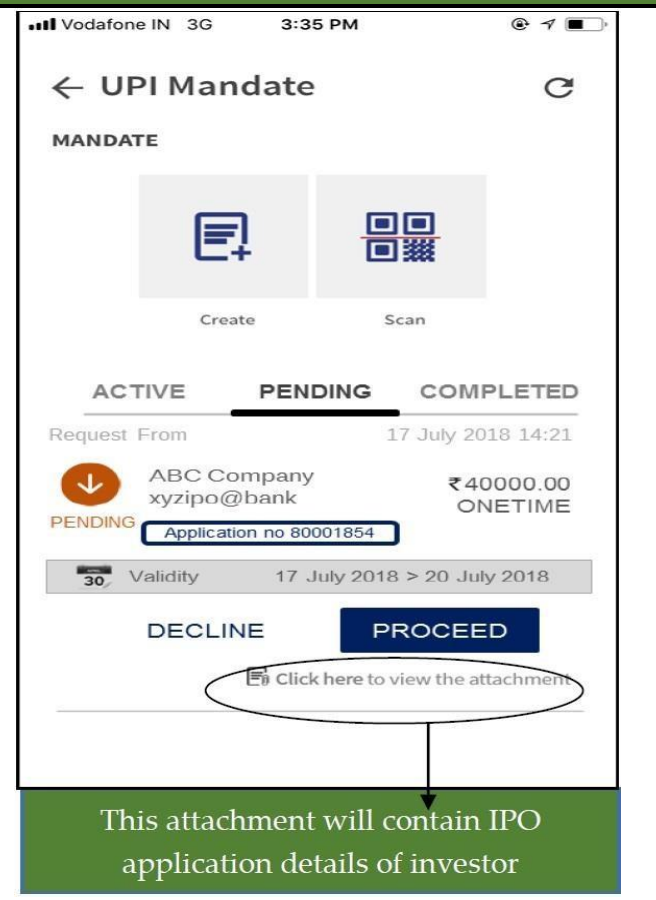 Vodafone IN 3G 3:35 PM
← UPI Mandate
MANDATE
Create Scan
ACTIVE PENDING COMPLETED
Request From 17 July 2018 14:21
ABC Company ₹40000.00
xyzipo@bank ONETIME
PENDING
Application no 80001854
30 Validity 17 July 2018 > 20 July 2018
DECLINE PROCEED
Click here to view the attachment
This attachment will contain IPO
application details of investor